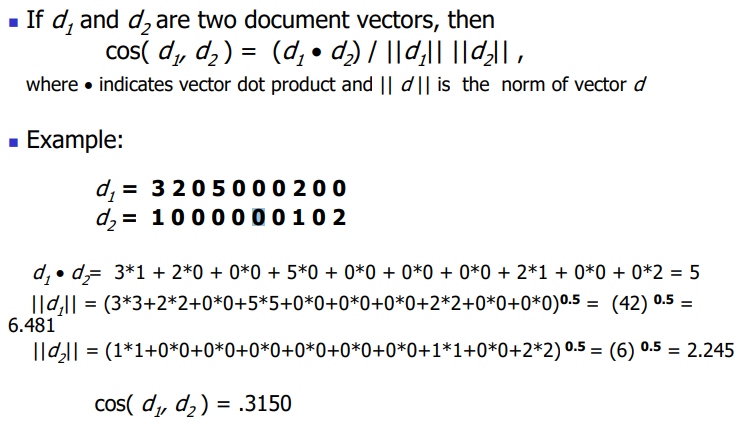 ▪ If d1 and d2 are two document vectors, then
cos( d1, d2 ) = (d1 • d2) / ||d1|| ||d2|| ,
where • indicates vector dot product and || d || is the norm of vector d
▪ Example:
d1 = 3 2 0 5 0 0 0 2 0 0
d2 = 1 0 0 0 0 0 0 1 0 2
d1 • d2= 3*1 + 2*0 + 0*0 + 5*0 + 0*0 + 0*0 + 0*0 + 2*1 + 0*0 + 0*2 = 5
||d1|| = (3*3+2*2+0*0+5*5+0*0+0*0+0*0+2*2+0*0+0*0)0.5 = (42) 0.5 =
6.481
||d2|| = (1*1+0*0+0*0+0*0+0*0+0*0+0*0+1*1+0*0+2*2) 0.5 = (6) 0.5 = 2.245
cos( d1, d2 ) = .3150